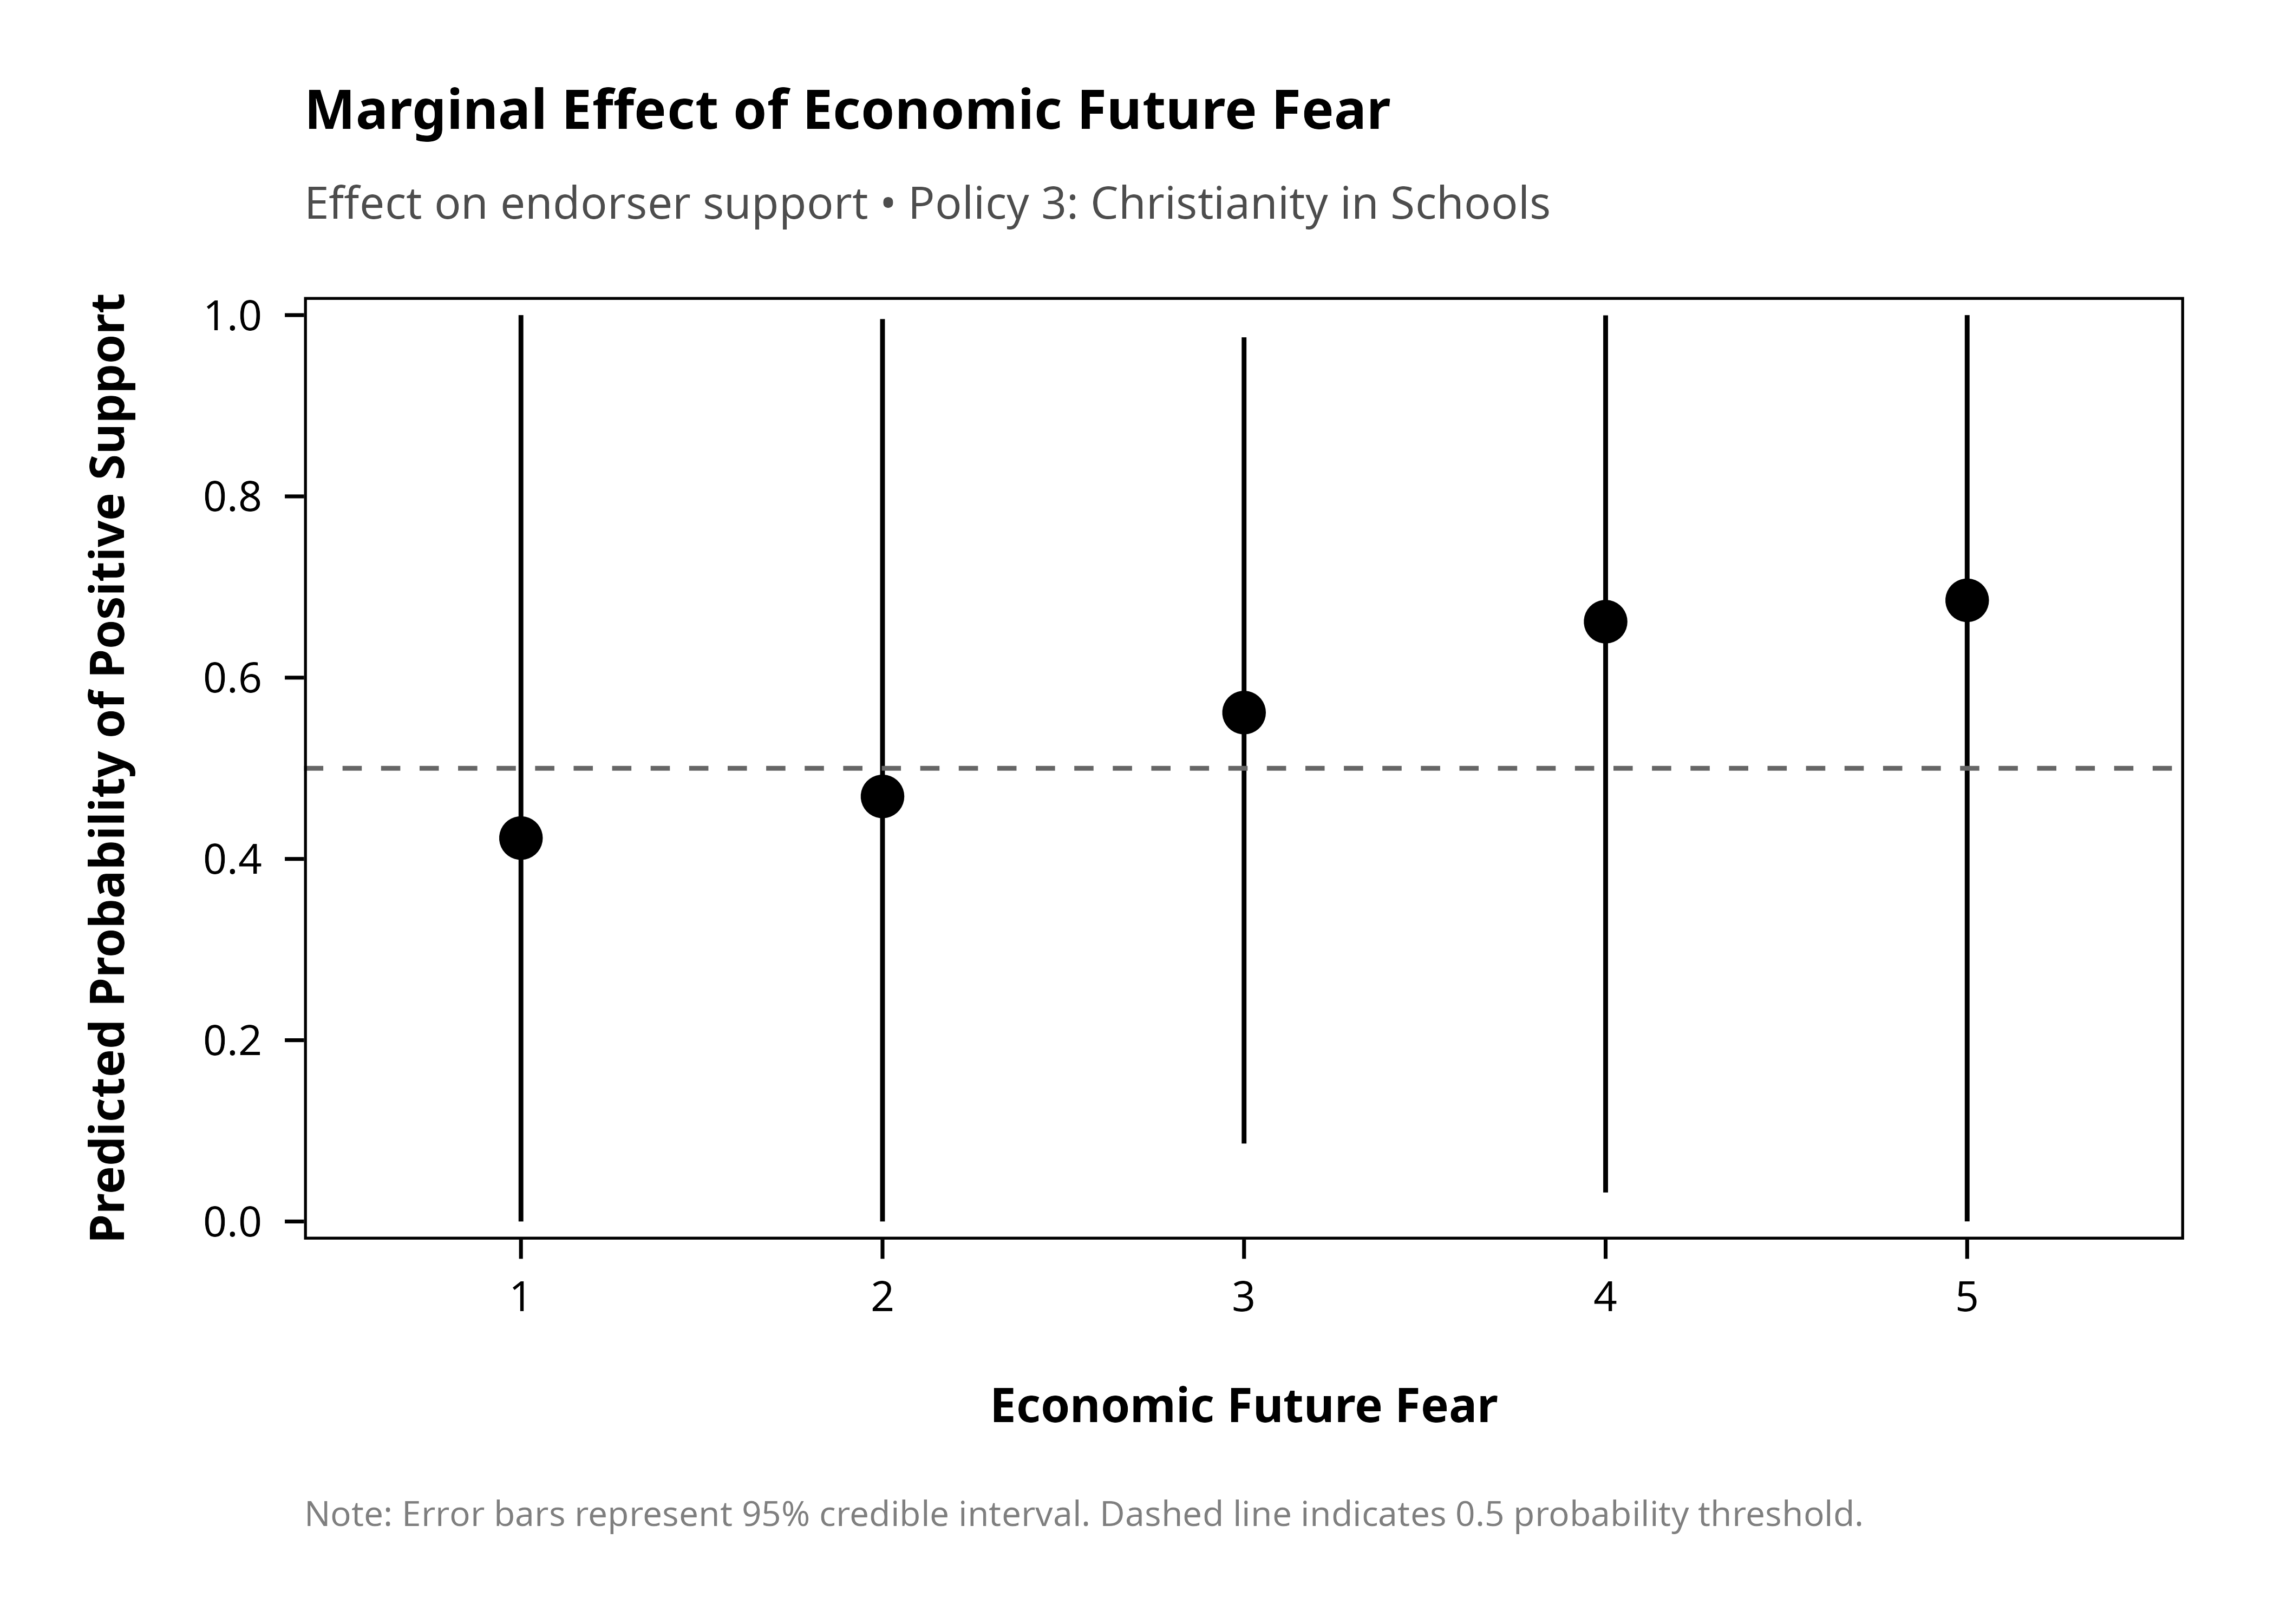 Marginal Effect of Economic Future Fear
Effect on endorser support • Policy 3: Christianity in Schools
Predicted Probability of Positive Support
1.0
0.8
0.6
0.4
0.2
0.0
1
2
3
4
5
Economic Future Fear
Note: Error bars represent 95% credible interval. Dashed line indicates 0.5 probability threshold.